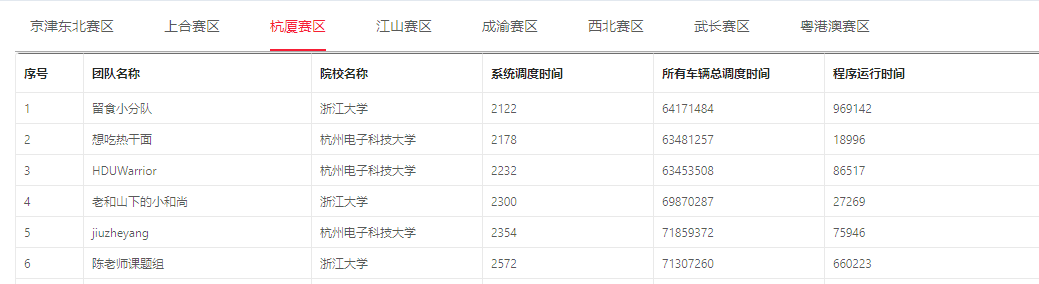 京津东北赛区 上合赛区 杭厦赛区 江山赛区 成渝赛区 西北赛区 武长赛区 粤港澳赛区
序号 团队名称 院校名称 系统调度时间 所有车辆总调度时间 程序运行时间
1 留食小分队 浙江大学 2122 64171484 969142
2 想吃热干面 杭州电子科技大学 2178 63481257 18996
3 HDUWarrior 杭州电子科技大学 2232 63453508 86517
4 老和山下的小和尚 浙江大学 2300 69870287 27269
5 jiuzheyang 杭州电子科技大学 2354 71859372 75946
6 陈老师课题组 浙江大学 2572 71307260 660223